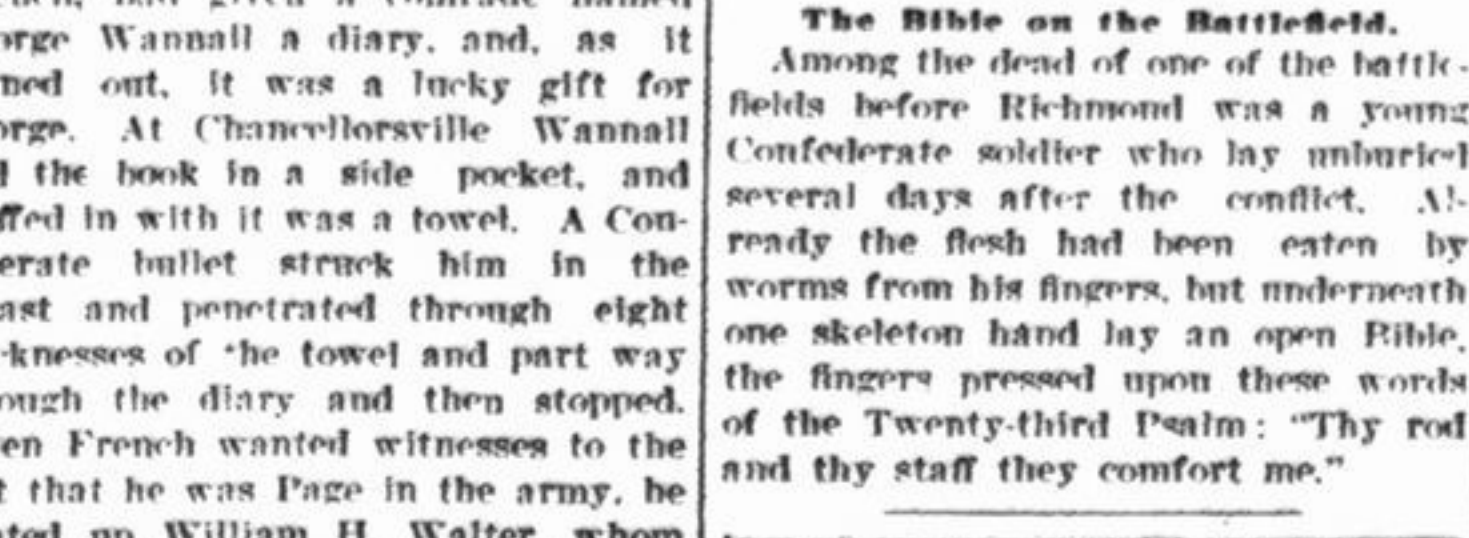 orge Wannall a diary, and, as it
ned out, it was a lucky gift for
orge. At Chancellorsville Wannall
d the book in a side pocket, and
ffed in with it was a towel. A Con-
erate bullet struck him in the
ast and penetrated through eight
knesses of the towel and part way
ough the diary and then stopped.
en French wanted witnesses to the
t that he was Page in the army, he
up William H. Walter, whom
The Bible on the Battlefield.
Among the dead of one of the battle-
fields before Richmond was a young
Confederate soldier who lay unburied
several days after the conflict. Al-
ready the flesh had been eaten by
worms from his fingers, but underneath
one skeleton hand lay an open Bible,
the fingers pressed upon these words
of the Twenty-third Psalm: "Thy rod
and thy staff they comfort me."